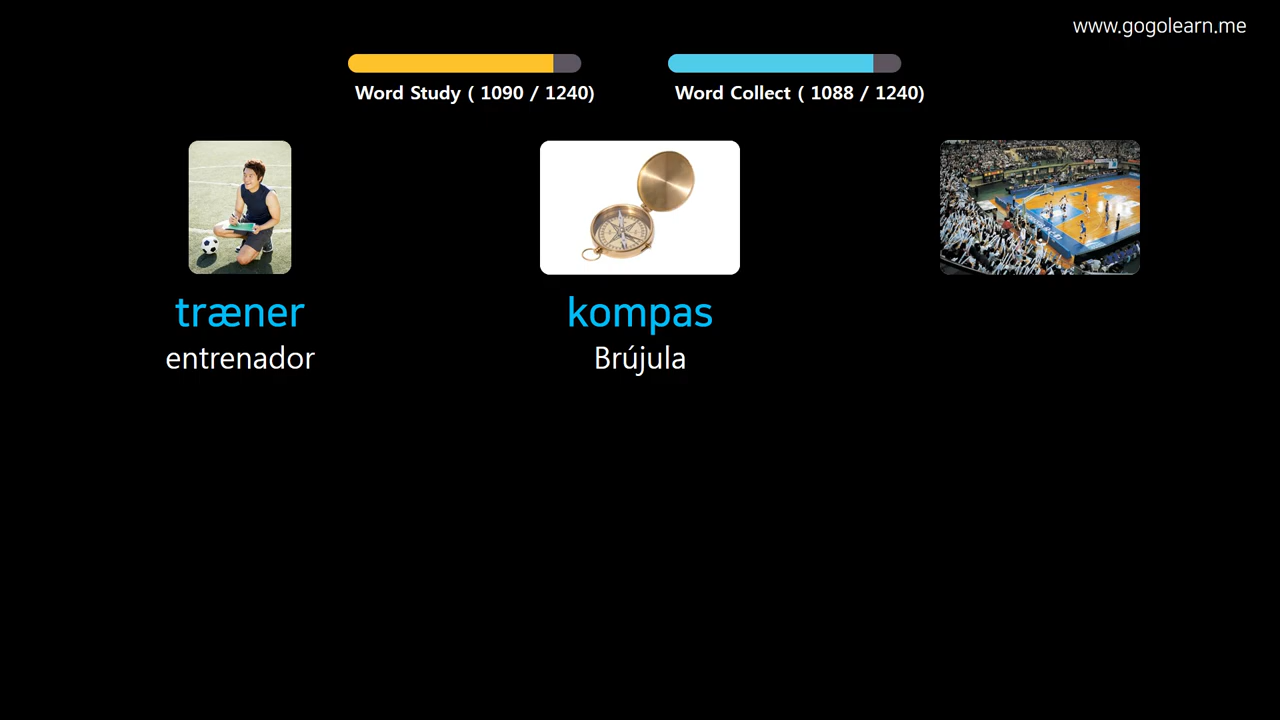 www.gogolearn.me
Word Study ( 1090 / 1240)
Word Collect ( 1088 / 1240)
træner
entrenador
kompas
Brújula